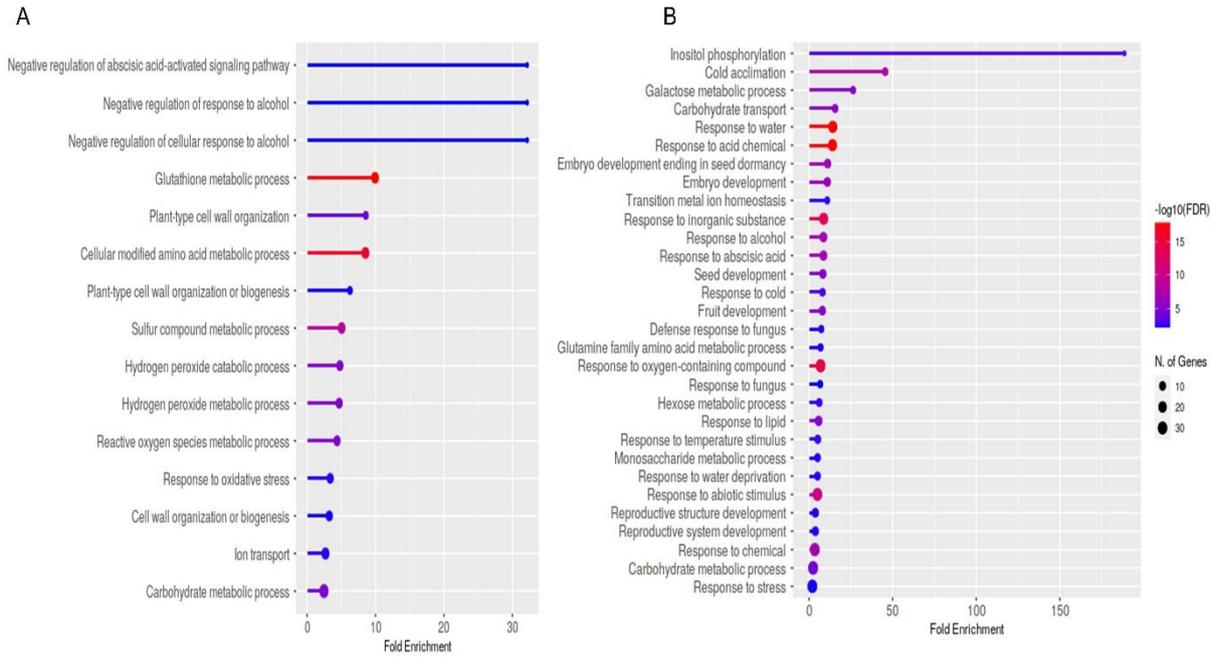 A
Negative regulation of abscisic acid-activated signaling pathway
Negative regulation of response to alcohol
Negative regulation of cellular response to alcohol
Glutathione metabolic process
Plant-type cell wall organization
Cellular modified amino acid metabolic process
Plant-type cell wall organization or biogenesis
Sulfur compound metabolic process
Hydrogen peroxide catabolic process
Hydrogen peroxide metabolic process
Reactive oxygen species metabolic process
Response to oxidative stress
Cell wall organization or biogenesis
Ion transport
Carbohydrate metabolic process
0 10 20 30
Fold Enrichment
B
Inositol phosphorylation
Cold acclimation
Galactose metabolic process
Carbohydrate transport
Response to water
Response to acid chemical
Embryo development ending in seed dormancy
Embryo development
Transition metal ion homeostasis
Response to inorganic substance
Response to alcohol
Response to abscisic acid
Seed development
Response to cold
Fruit development
Defense response to fungus
Glutamine family amino acid metabolic process
Response to oxygen-containing compound
Response to fungus
Hexose metabolic process
Response to lipid
Response to temperature stimulus
Monosaccharide metabolic process
Response to water deprivation
Response to abiotic stimulus
Reproductive structure development
Reproductive system development
Response to chemical
Carbohydrate metabolic process
Response to stress
0 50 100 150
Fold Enrichment
-log10(FDR)
15
10
5
N. of Genes
10
20
30